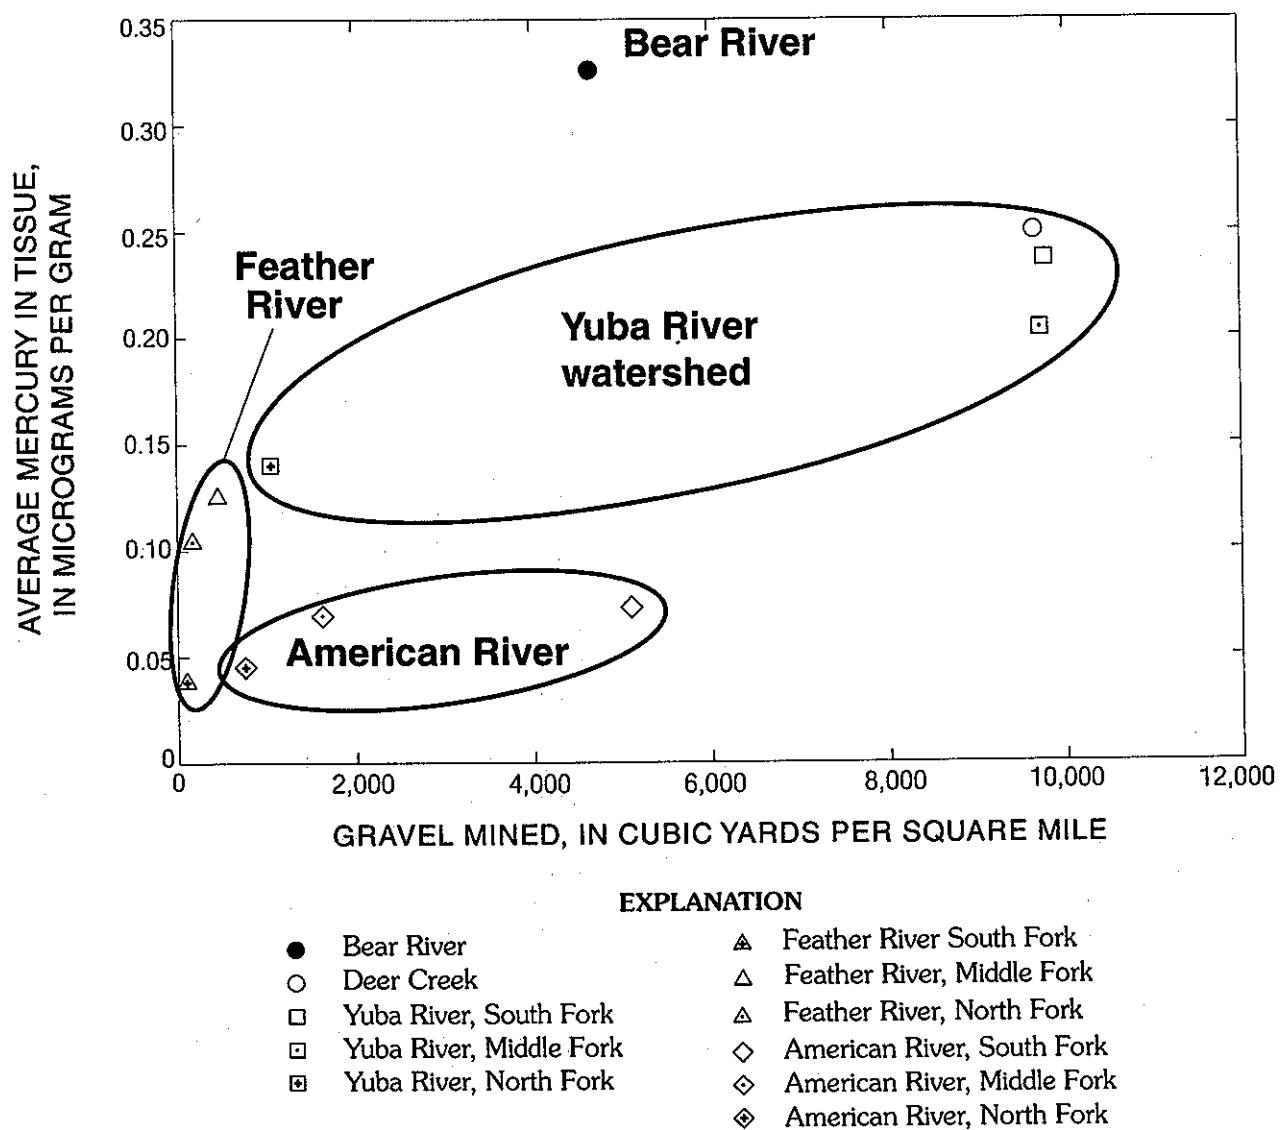 0.35
Bear River
0.30
AVERAGE MERCURY IN TISSUE,
IN MICROGRAMS PER GRAM
0.25
Feather
River
0.20
Yuba River
watershed
0.15
0.10
American River
0.05
0
0 2,000 4,000 6,000 8,000 10,000 12,000
GRAVEL MINED, IN CUBIC YARDS PER SQUARE MILE
EXPLANATION
Bear River
Deer Creek
Yuba River, South Fork
Yuba River, Middle Fork
Yuba River, North Fork
Feather River South Fork
Feather River, Middle Fork
Feather River, North Fork
American River, South Fork
American River, Middle Fork
American River, North Fork